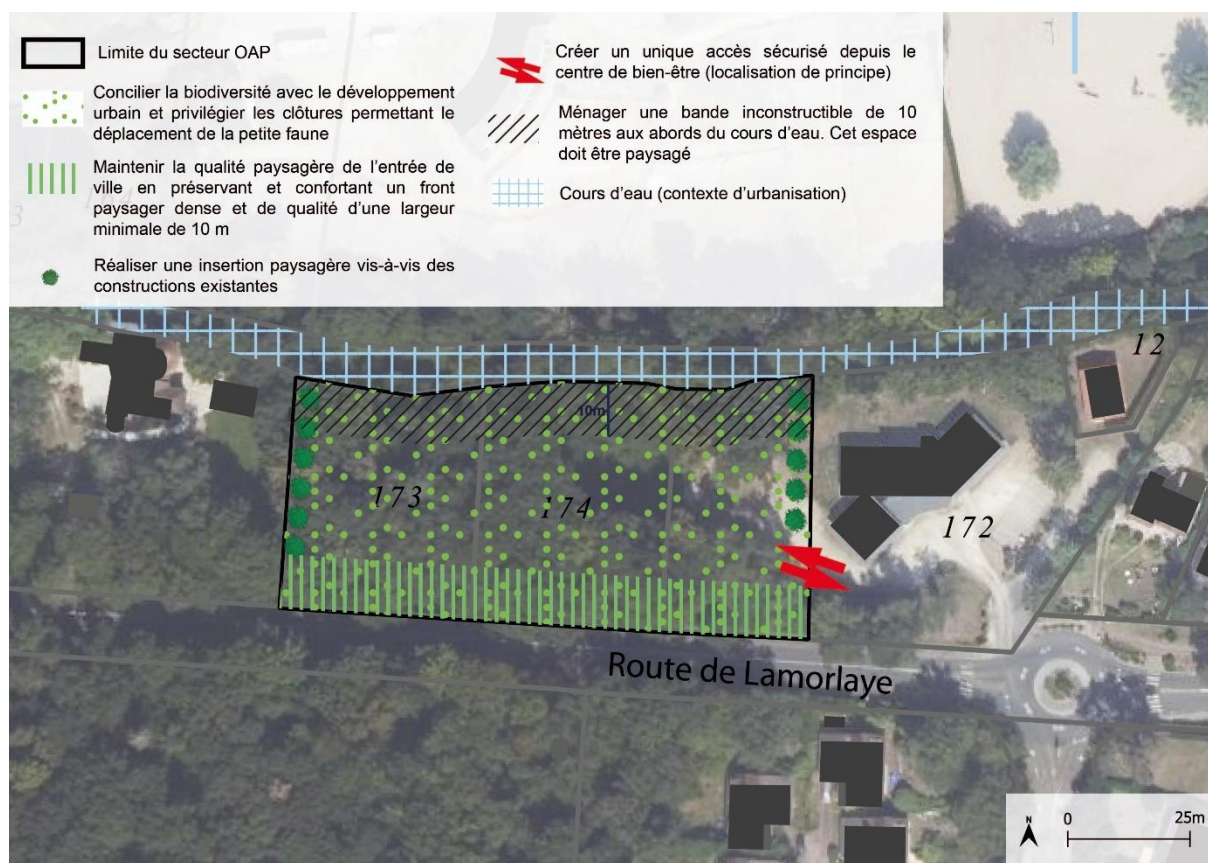 Limite du secteur OAP
Concilier la biodiversité avec le développement
urbain et privilégier les clôtures permettant le
déplacement de la petite faune
Maintenir la qualité paysagère de l'entrée de
ville en préservant et confortant un front
paysager dense et de qualité d'une largeur
minimale de 10 m
Réaliser une insertion paysagère vis-à-vis des
constructions existantes
Créer un unique accès sécurisé depuis le
centre de bien-être (localisation de principe)
Ménager une bande inconstructible de 10
mètres aux abords du cours d'eau. Cet espace
doit être paysagé
Cours d'eau (contexte d'urbanisation)
12
10m
173
174
172
Route de Lamorlaye
N
0
25m